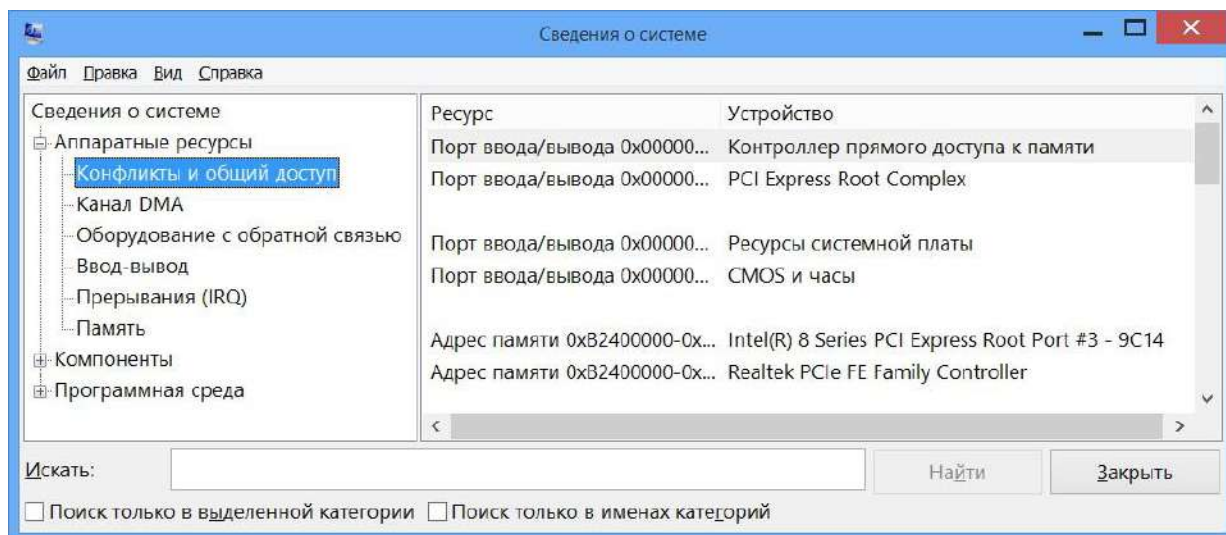 Сведения о системе
Файл Правка Вид Справка
Сведения о системе
Аппаратные ресурсы
Конфликты и общий доступ
Канал DMA
Оборудование с обратной связью
Ввод-вывод
Прерывания (IRQ)
Память
Компоненты
Программная среда
Ресурс Устройство
Порт ввода/вывода 0x00000... Контроллер прямого доступа к памяти
Порт ввода/вывода 0x00000... PCI Express Root Complex
Порт ввода/вывода 0x00000... Ресурсы системной платы
Порт ввода/вывода 0x00000... CMOS и часы
Адрес памяти 0xB2400000-0x... Intel(R) 8 Series PCI Express Root Port #3 - 9C14
Адрес памяти 0xB2400000-0x... Realtek PCIe FE Family Controller
Искать: Найти Закрыть
Поиск только в выделенной категории Поиск только в именах категорий